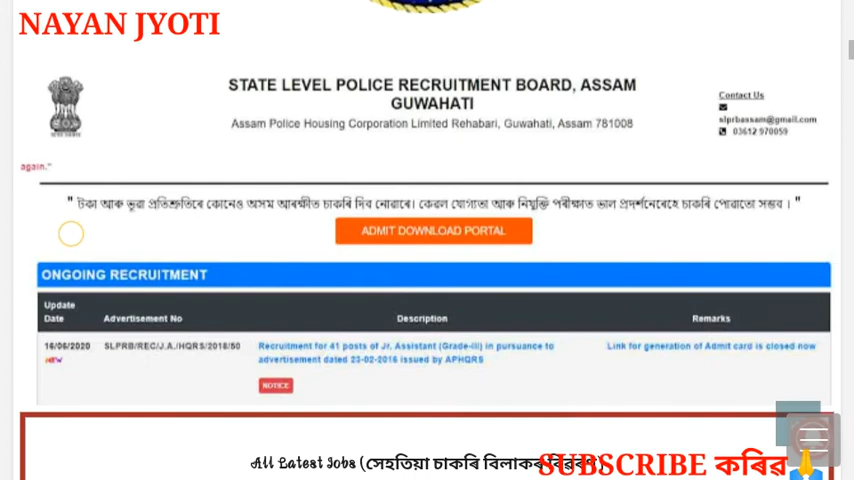 NAYAN JYOTI
STATE LEVEL POLICE RECRUITMENT BOARD, ASSAM
GUWAHATI
Assam Police Housing Corporation Limited Rehabari, Guwahati, Assam 781008
Contact Us
slprbassam@gmail.com
03612 970059
again."
" টকা আৰু ভুৱা প্ৰতিশ্ৰুতিৰে কোনেও অসম আৰক্ষীত চাকৰি দিব নোৱাৰে। কেৱল যোগ্যতা আৰু নিযুক্তি পৰীক্ষাত ভাল প্ৰদৰ্শনেৰেহে চাকৰি পোৱাতো সম্ভৱ । "
ADMIT DOWNLOAD PORTAL
ONGOING RECRUITMENT
Update Date Advertisement No Description Remarks
16/06/2020 SLPRB/REC/J.A./HQRS/2018/50 Recruitment for 41 posts of Jr. Assistant (Grade-III) in pursuance to Link for generation of Admit card is closed now
NEW advertisement dated 23-02-2016 issued by APHQRS
NOTICE
All Latest Jobs (সেহতিয়া চাকৰি বিলাকৰ
SUBSCRIBE কৰিৱ